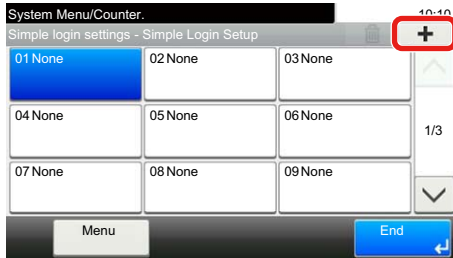 System Menu/Counter.
10:10
Simple login settings - Simple Login Setup
01 None
02 None
03 None
04 None
05 None
06 None
1/3
07 None
08 None
09 None
Menu
End